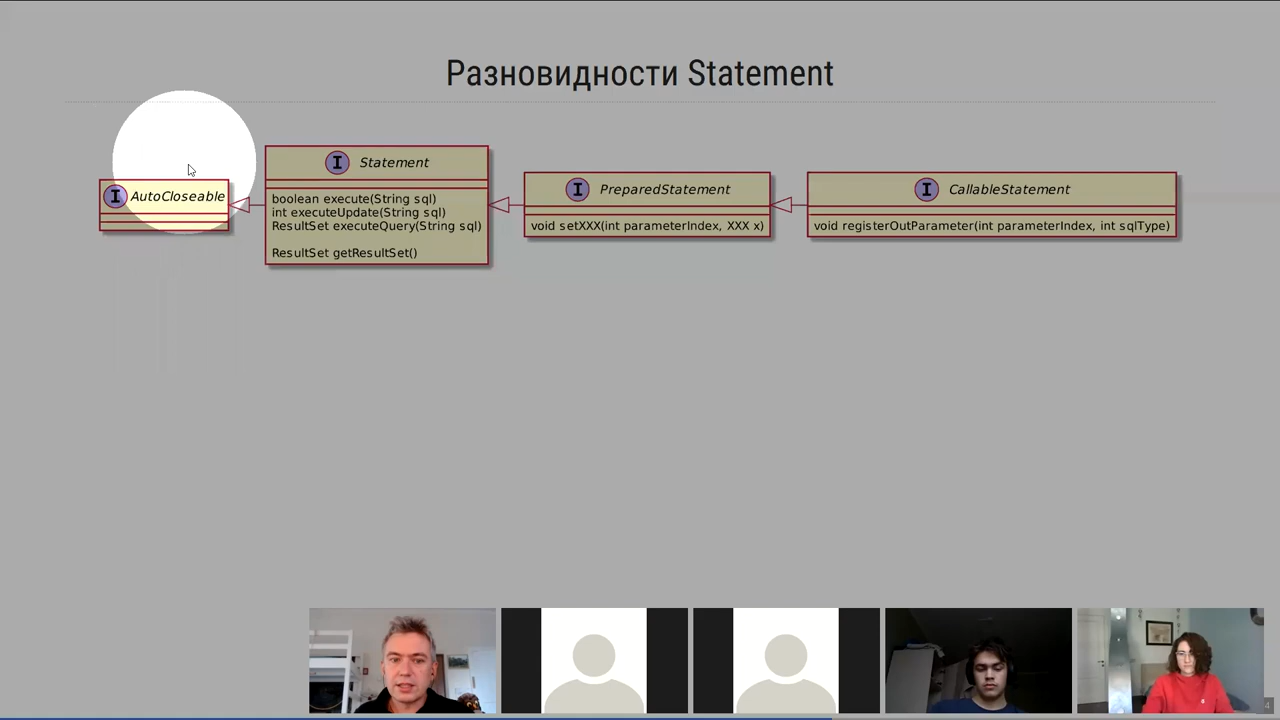 Разновидности Statement
I AutoCloseable
I Statement
boolean execute(String sql)
int executeUpdate(String sql)
ResultSet executeQuery(String sql)
ResultSet getResultSet()
I PreparedStatement
void setXXX(int parameterIndex, XXX x)
I CallableStatement
void registerOutParameter(int parameterIndex, int sqlType)
4